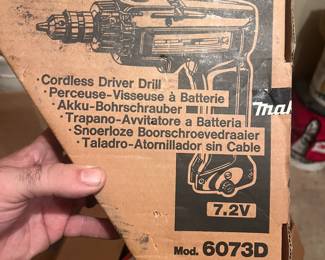 · Cordless Driver Drill
· Perceuse-Visseuse à Batterie
· Akku-Bohrschrauber
· Trapano-Avvitatore a Batteria
· Snoerloze Boorschroevedraaier
· Taladro-Atornillador sin Cable
Mak
7.2V
Mod. 6073D